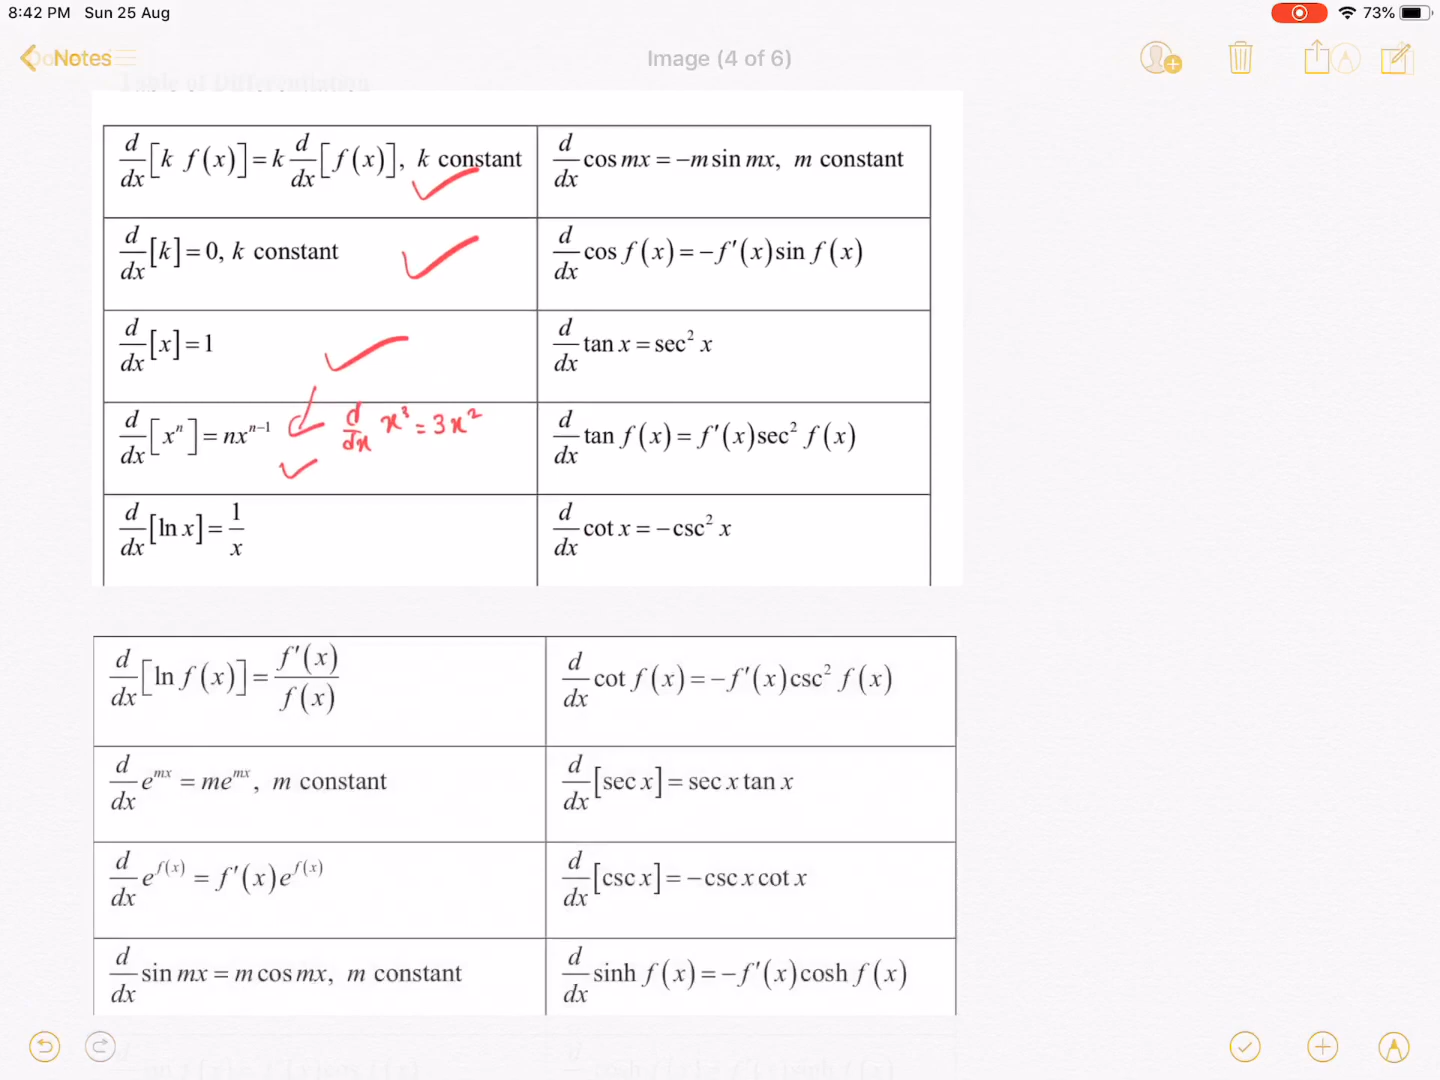 8:42 PM Sun 25 Aug 73%
Notes Image (4 of 6)
Table of Differentiation
d/dx [k f(x)] = k d/dx [f(x)], k constant
d/dx cos mx = −m sin mx, m constant
d/dx [k] = 0, k constant
d/dx cos f(x) = −f′(x) sin f(x)
d/dx [x] = 1
d/dx tan x = sec² x
d/dx [xⁿ] = nxⁿ⁻¹ d/dx x³ = 3x²
d/dx tan f(x) = f′(x) sec² f(x)
d/dx [ln x] = 1/x
d/dx cot x = −csc² x
d/dx [ln f(x)] = f′(x)/f(x)
d/dx cot f(x) = −f′(x) csc² f(x)
d/dx e^(mx) = me^(mx), m constant
d/dx [sec x] = sec x tan x
d/dx e^(f(x)) = f′(x)e^(f(x))
d/dx [csc x] = −csc x cot x
d/dx sin mx = m cos mx, m constant
d/dx sinh f(x) = −f′(x) cosh f(x)